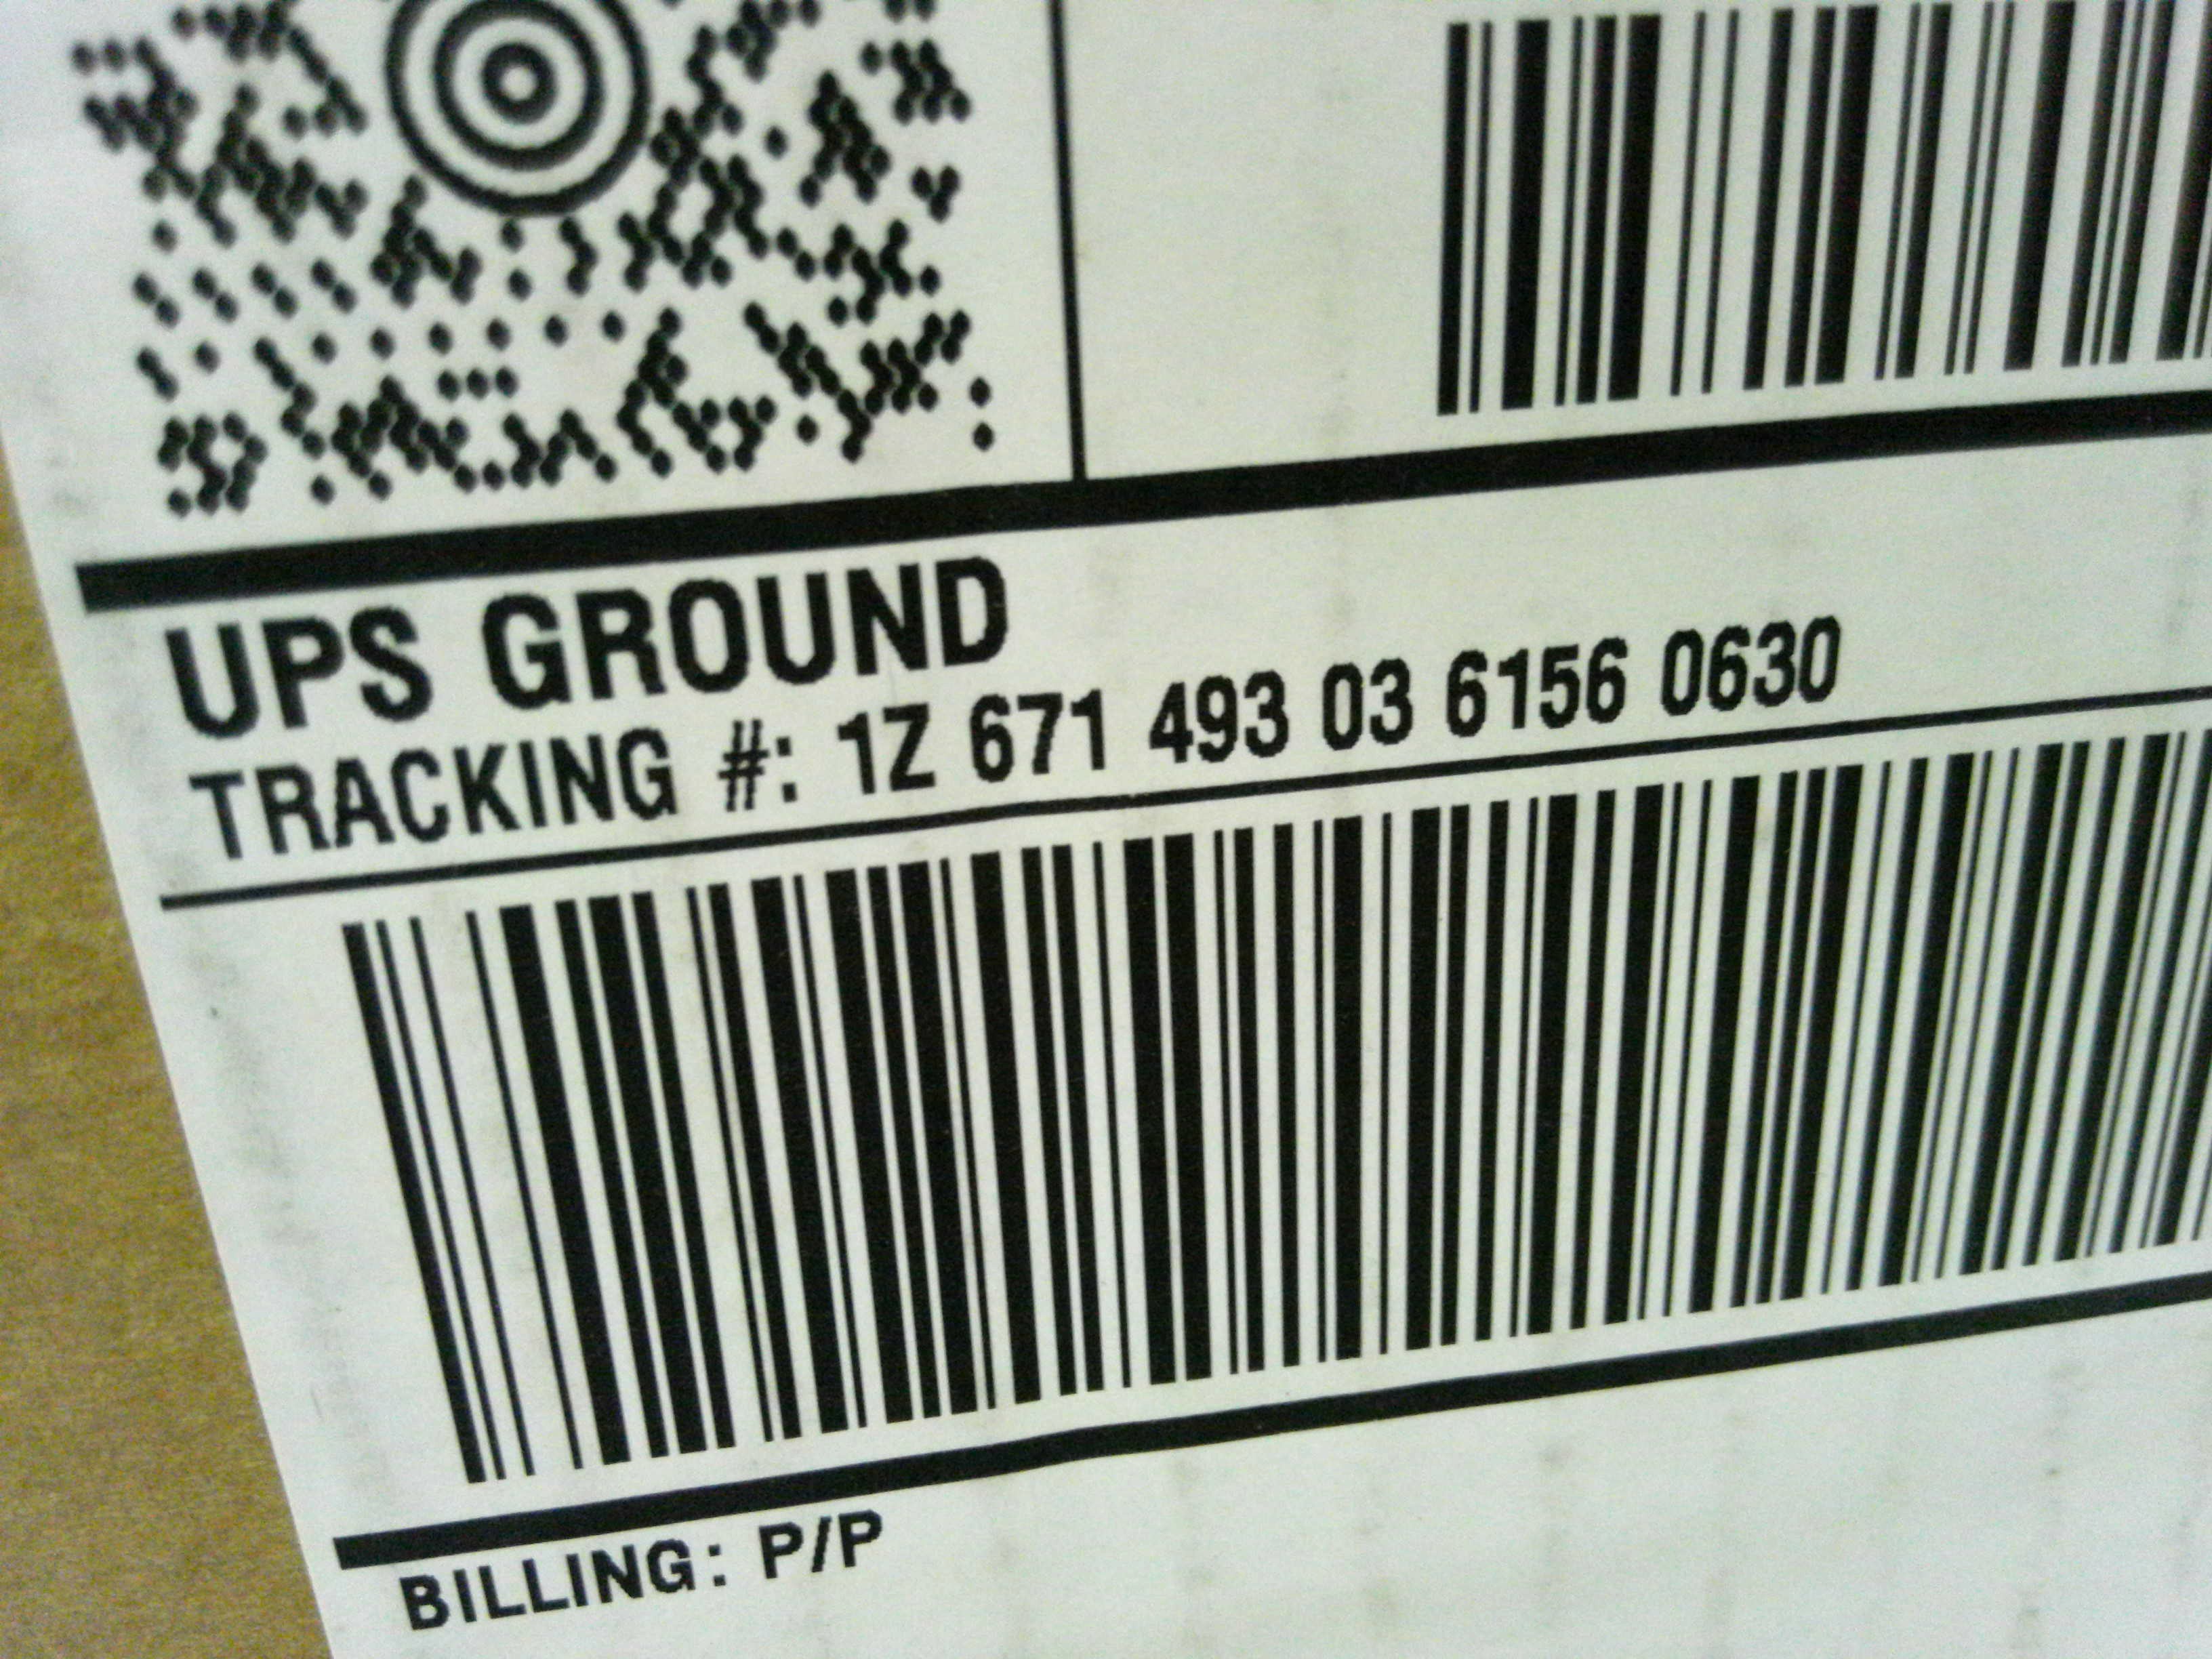 UPS GROUND
TRACKING #: 1Z 671 493 03 6156 0630
BILLING: P/P